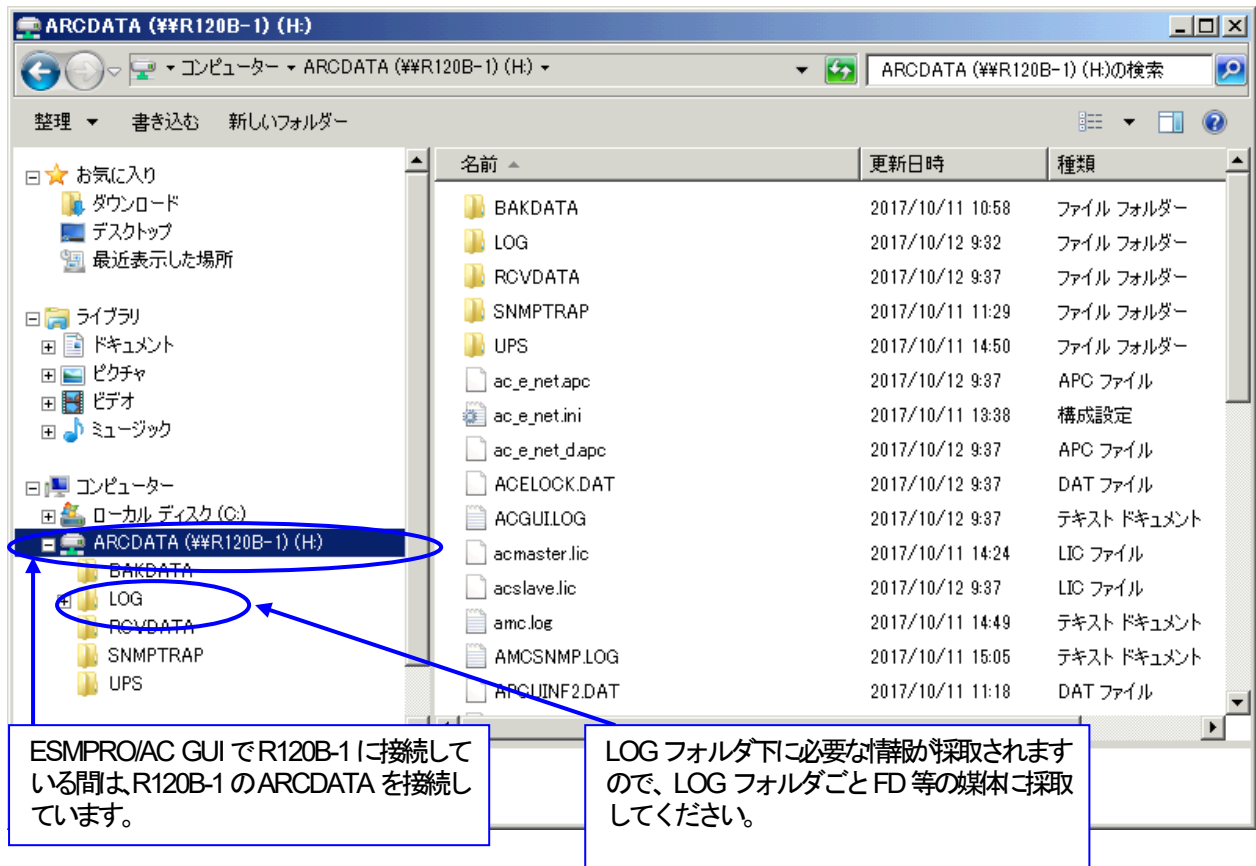 ARCDATA (¥¥R120B-1) (H:)
コンピューター ARCDATA (¥¥R120B-1) (H:)
ARCDATA (¥¥R120B-1) (H:)の検索
整理 書き込む 新しいフォルダー
お気に入り
ダウンロード
デスクトップ
最近表示した場所
ライブラリ
ドキュメント
ピクチャ
ビデオ
ミュージック
コンピューター
ローカル ディスク (C:)
ARCDATA (¥¥R120B-1) (H:)
BAKDATA
LOG
RCVDATA
SNMPTRAP
UPS
名前 更新日時 種類
BAKDATA 2017/10/11 10:58 ファイル フォルダー
LOG 2017/10/12 9:32 ファイル フォルダー
RCVDATA 2017/10/12 9:37 ファイル フォルダー
SNMPTRAP 2017/10/11 11:29 ファイル フォルダー
UPS 2017/10/11 14:50 ファイル フォルダー
ac_e_net.apc 2017/10/12 9:37 APC ファイル
ac_e_net.ini 2017/10/11 13:38 構成設定
ac_e_net_d.apc 2017/10/12 9:37 APC ファイル
ACELOCK.DAT 2017/10/12 9:37 DAT ファイル
ACGUI.LOG 2017/10/12 9:37 テキスト ドキュメント
acmaster.lic 2017/10/11 14:24 LIC ファイル
acslave.lic 2017/10/12 9:37 LIC ファイル
amc.log 2017/10/11 14:49 テキスト ドキュメント
AMCSNMP.LOG 2017/10/11 15:05 テキスト ドキュメント
APCUINF2.DAT 2017/10/11 11:18 DAT ファイル
ESMPRO/AC GUI で R120B-1 に接続して
いる間は、R120B-1 の ARCDATA を接続し
ています。
LOG フォルダ下に必要な情報が採取されます
ので、LOG フォルダごと FD 等の媒体に採取
してください。